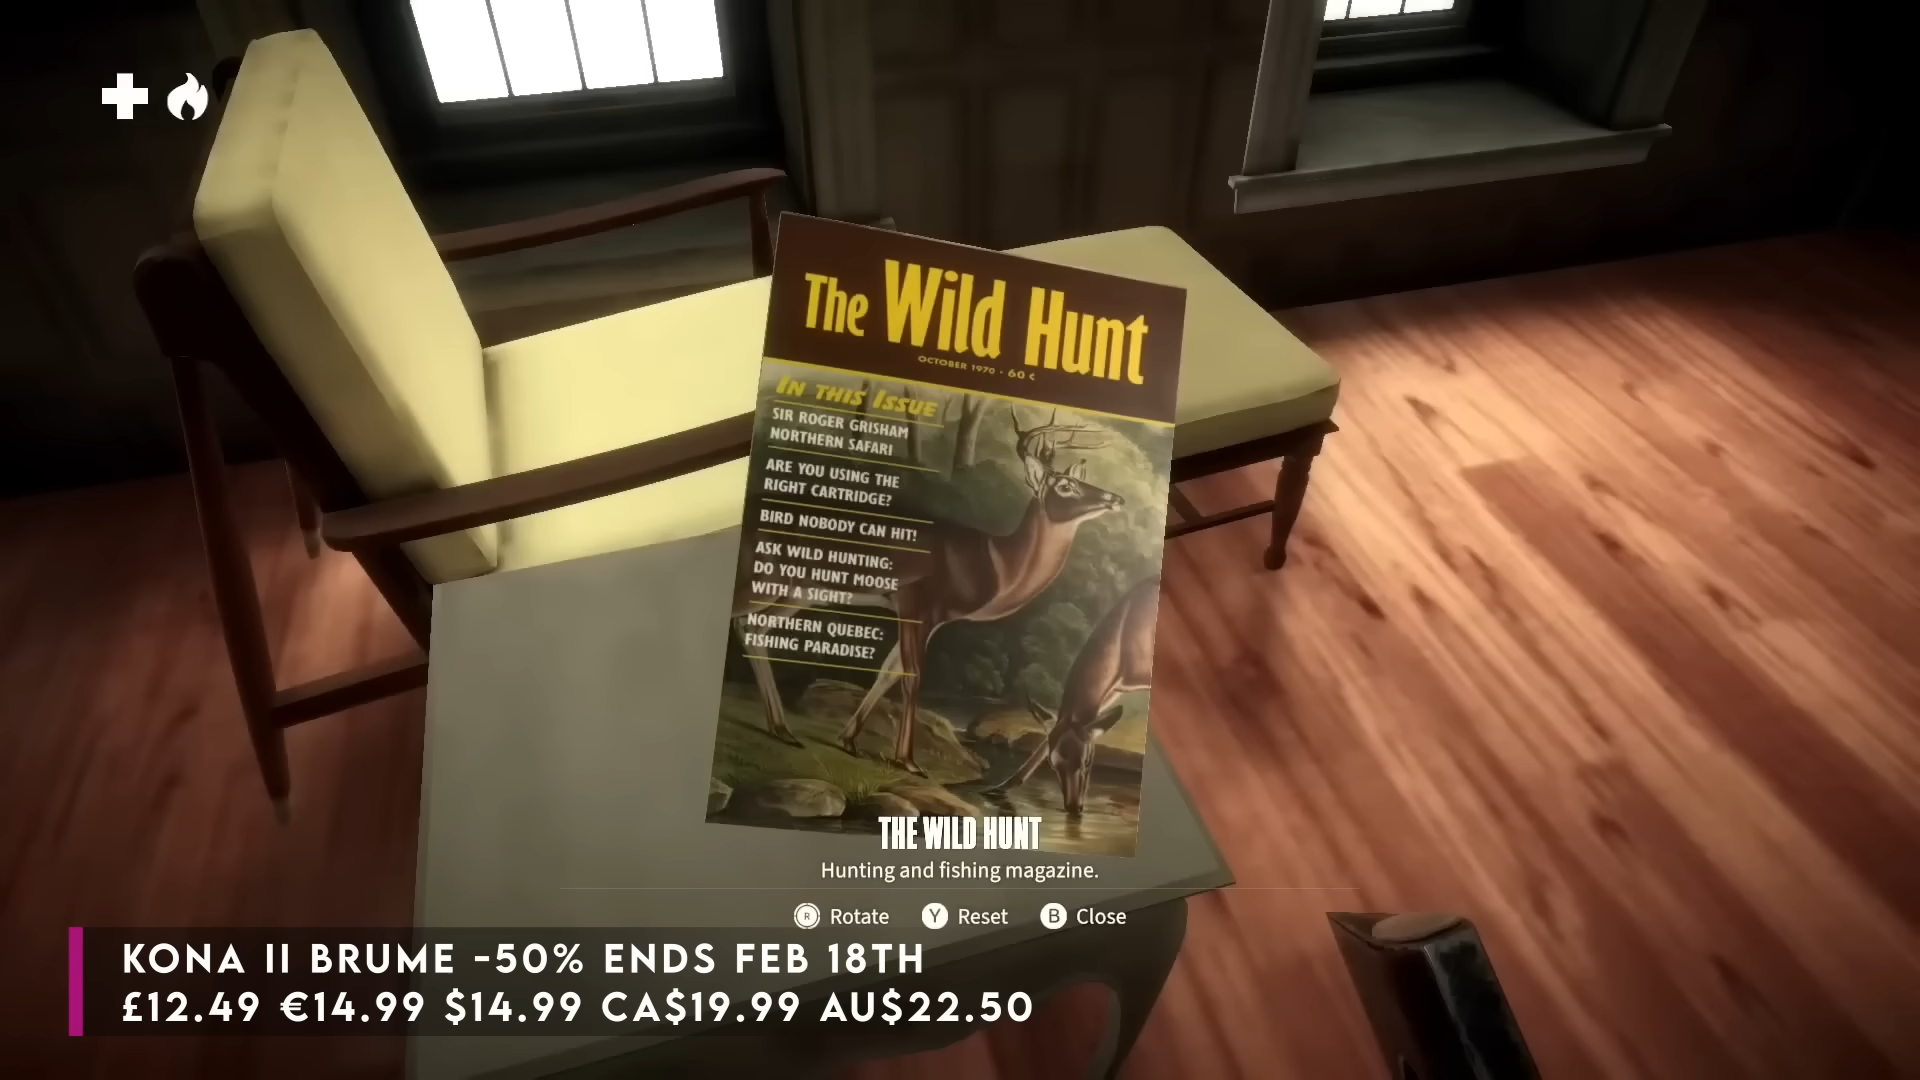 The Wild Hunt
OCTOBER 1970 - 60 ¢
IN THIS ISSUE
SIR ROGER GRISHAM
NORTHERN SAFARI
ARE YOU USING THE
RIGHT CARTRIDGE?
BIRD NOBODY CAN HIT!
ASK WILD HUNTING:
DO YOU HUNT MOOSE
WITH A SIGHT?
NORTHERN QUEBEC:
FISHING PARADISE?
THE WILD HUNT
Hunting and fishing magazine.
R Rotate Y Reset B Close
KONA II BRUME -50% ENDS FEB 18TH
£12.49 €14.99 $14.99 CA$19.99 AU$22.50